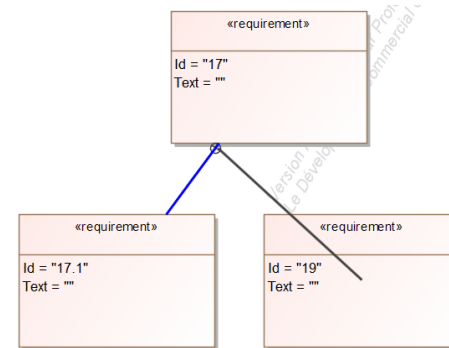 «requirement»
Id = "17"
Text = ""
«requirement»
Id = "17.1"
Text = ""
«requirement»
Id = "19"
Text = ""